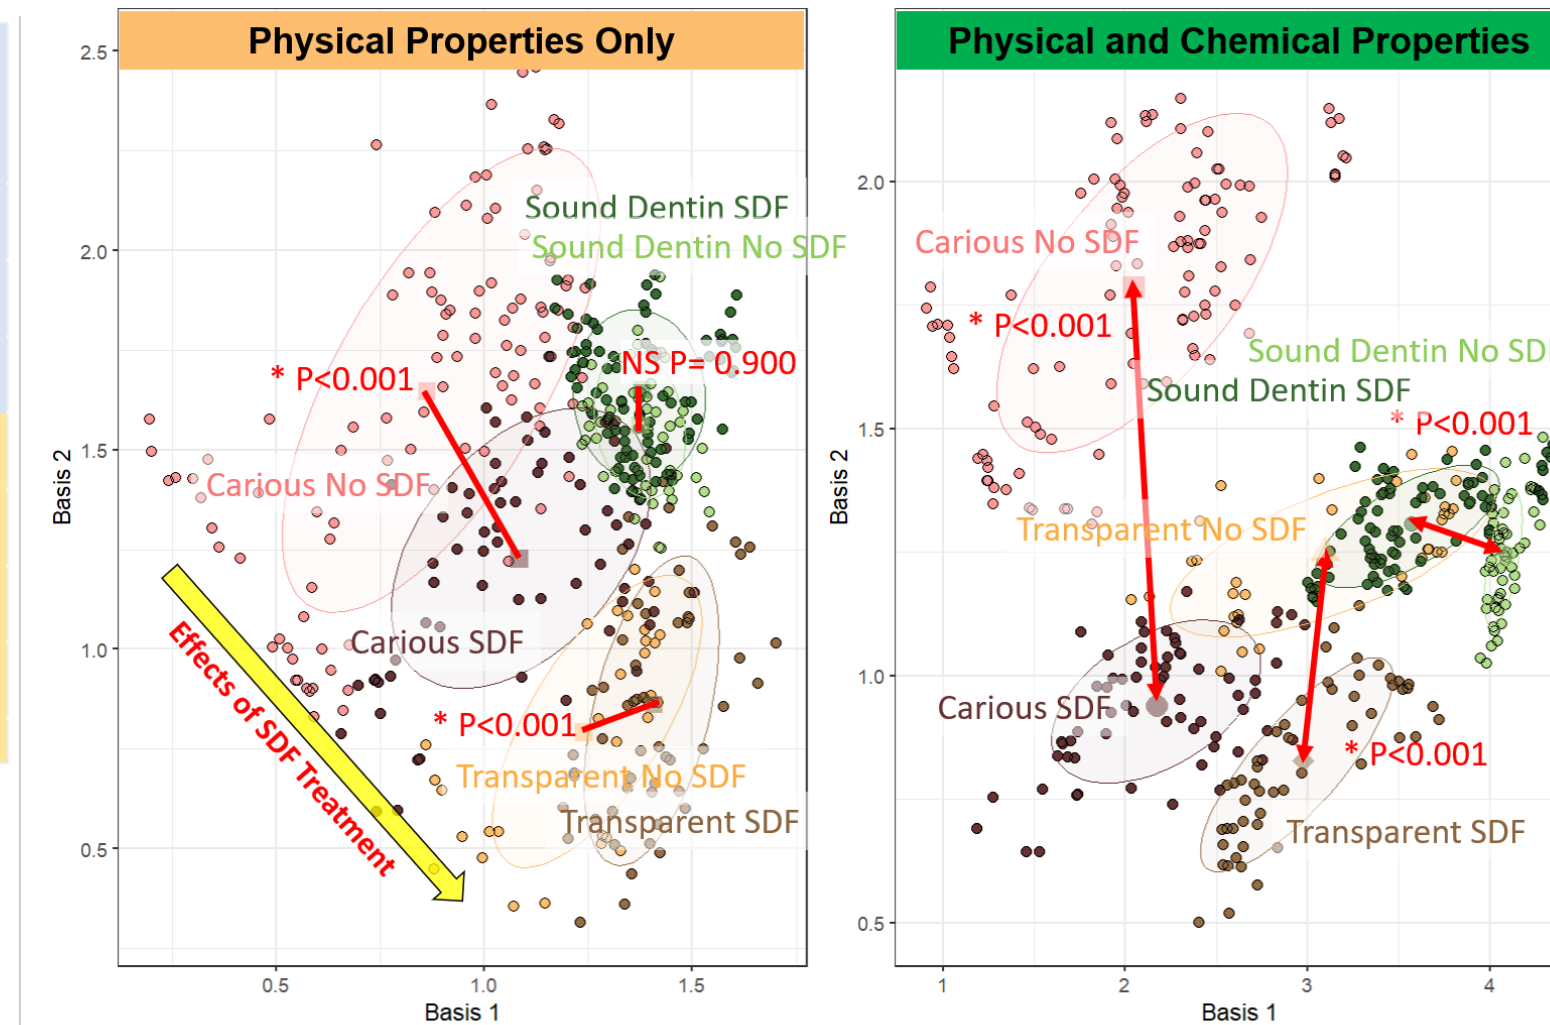 Physical Properties Only
2.5
2.0
1.5
1.0
0.5
Basis 2
Sound Dentin SDF
Sound Dentin No SDF
NS P= 0.900
* P<0.001
Carious No SDF
Carious SDF
* P<0.001
Transparent No SDF
Transparent SDF
Effects of SDF Treatment
0.5
1.0
1.5
Basis 1
Physical and Chemical Properties
2.0
1.5
1.0
0.5
Basis 2
Carious No SDF
* P<0.001
Sound Dentin No SD
Sound Dentin SDF
* P<0.001
Transparent No SDF
Carious SDF
* P<0.001
Transparent SDF
1
2
3
4
Basis 1